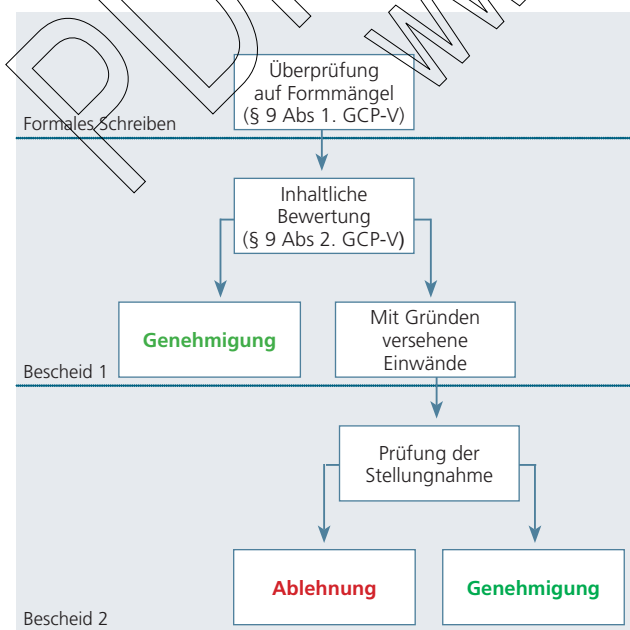 Überprüfung
auf Formmängel
(§ 9 Abs 1. GCP-V)
Formales Schreiben
Inhaltliche
Bewertung
(§ 9 Abs 2. GCP-V)
Genehmigung
Mit Gründen
versehene
Einwände
Bescheid 1
Prüfung der
Stellungnahme
Ablehnung
Genehmigung
Bescheid 2